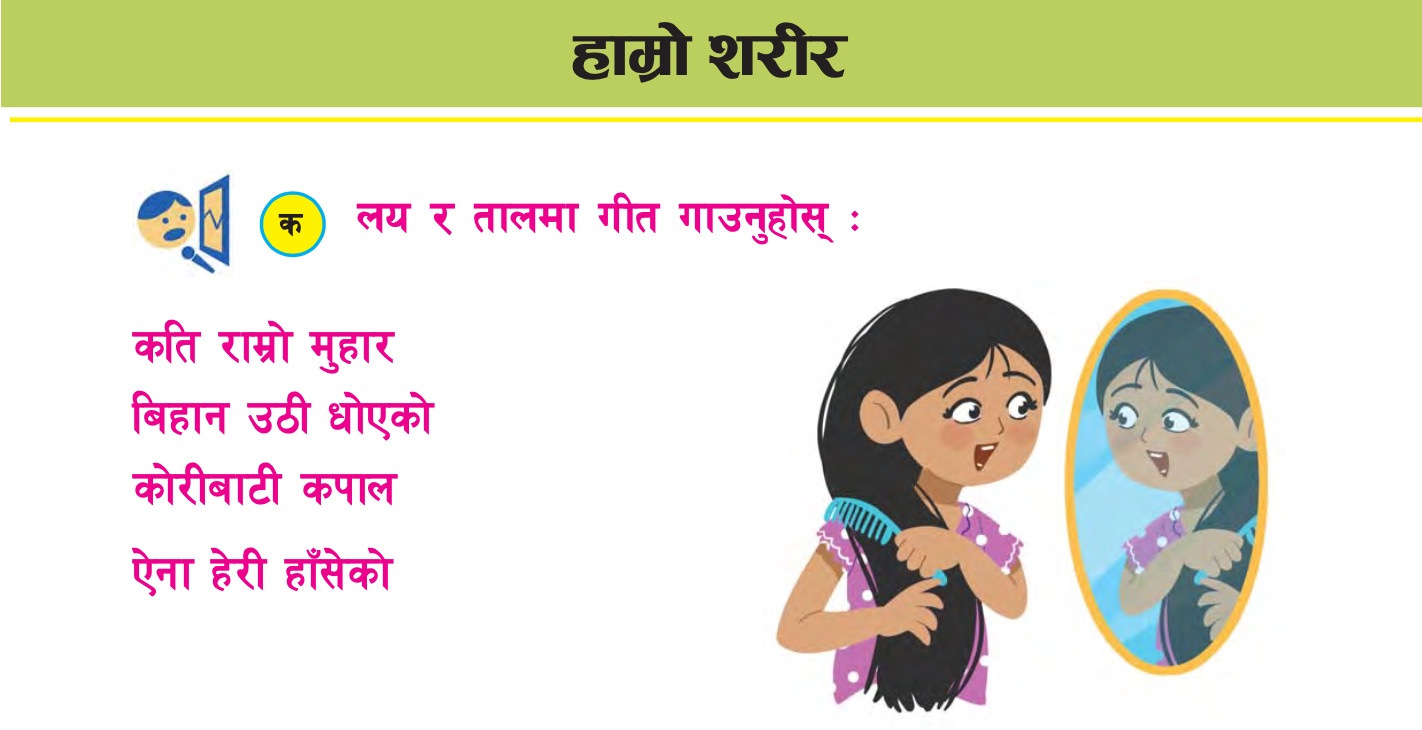 हाम्रो शरीर
क लय र तालमा गीत गाउनुहोस् :
कति राम्रो मुहार
बिहान उठी धोएको
कोरीबाटी कपाल
ऐना हेरी हाँसेको